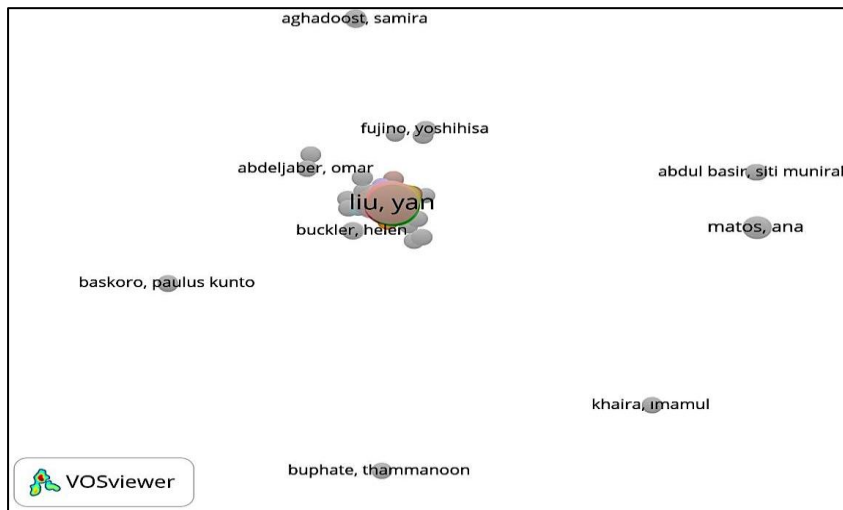 aghadoost, samira
fujino, yoshihisa
abdeljaber, omar
abdul basir, siti munirah
liu, yan
matos, ana
buckler, helen
baskoro, paulus kunto
khaira, imamul
buphate, thammanoon
VOSviewer